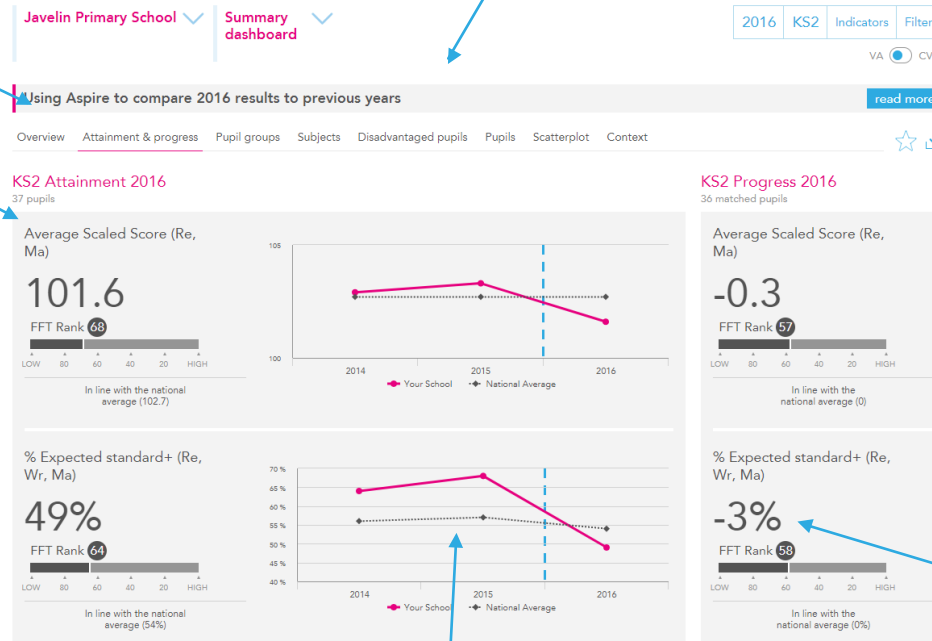 Javelin Primary School
Summary
dashboard
2016 KS2 Indicators Filter
VA CV
Using Aspire to compare 2016 results to previous years
read more
Overview Attainment & progress Pupil groups Subjects Disadvantaged pupils Pupils Scatterplot Context
KS2 Attainment 2016
37 pupils
Average Scaled Score (Re,
Ma)
101.6
FFT Rank 68
LOW 80 60 40 20 HIGH
In line with the national
average (102.7)
105
100
2014 2015 2016
Your School National Average
% Expected standard+ (Re,
Wr, Ma)
49%
FFT Rank 64
LOW 80 60 40 20 HIGH
In line with the national
average (54%)
70 %
65 %
60 %
55 %
50 %
45 %
40 %
2014 2015 2016
Your School National Average
KS2 Progress 2016
36 matched pupils
Average Scaled Score (Re,
Ma)
-0.3
FFT Rank 57
LOW 80 60 40 20 HIGH
In line with the
national average (0)
% Expected standard+ (Re,
Wr, Ma)
-3%
FFT Rank 58
LOW 80 60 40 20 HIGH
In line with the
national average (0%)